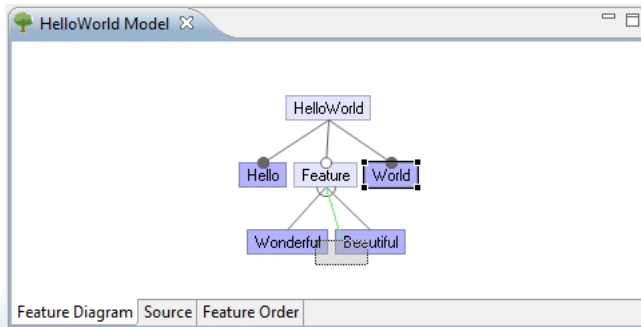 HelloWorld Model
HelloWorld
Hello Feature World
Wonderful Beautiful
Feature Diagram Source Feature Order